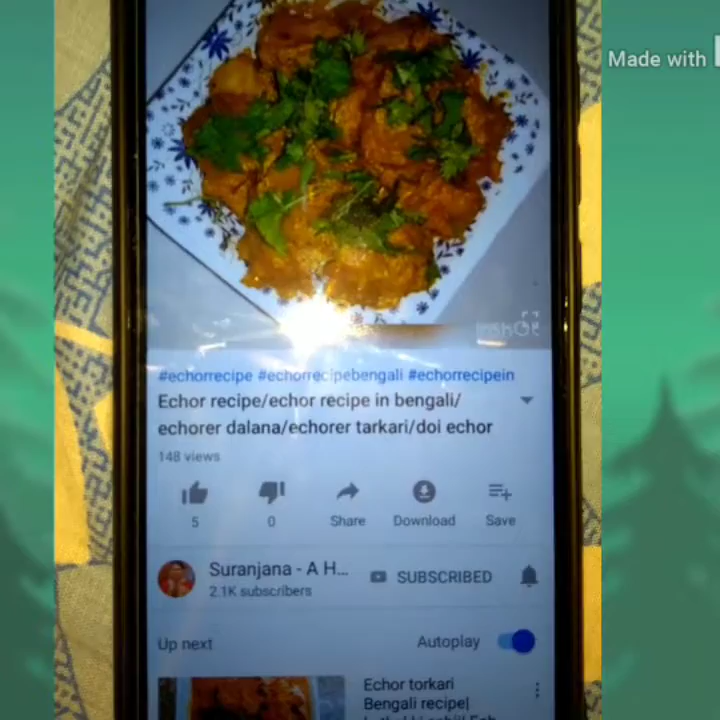 Made with
INSHOT
#echorrecipe #echorrecipebengali #echorrecipein
Echor recipe/echor recipe in bengali/
echorer dalana/echorer tarkari/doi echor
148 views
5
0
Share
Download
Save
Suranjana - A H...
2.1K subscribers
SUBSCRIBED
Up next
Autoplay
Echor torkari
Bengali recipe|